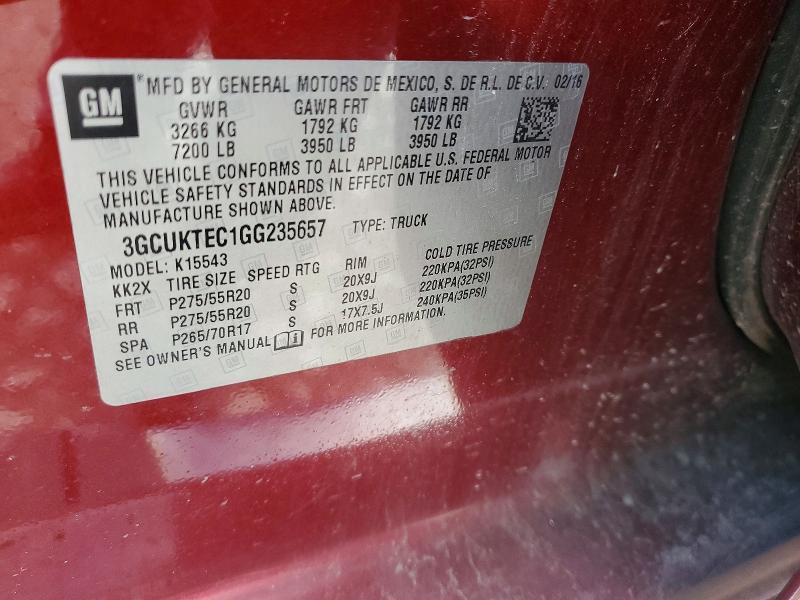 GM
® MFD BY GENERAL MOTORS DE MEXICO, S. DE R.L. DE C.V. 02/16
GVWR GAWR FRT GAWR RR
3266 KG 1792 KG 1792 KG
7200 LB 3950 LB 3950 LB
THIS VEHICLE CONFORMS TO ALL APPLICABLE U.S. FEDERAL MOTOR
VEHICLE SAFETY STANDARDS IN EFFECT ON THE DATE OF
MANUFACTURE SHOWN ABOVE.
3GCUKTEC1GG235657 TYPE: TRUCK
MODEL: K15543
KK2X TIRE SIZE SPEED RTG RIM COLD TIRE PRESSURE
FRT P275/55R20 S 20X9J 220KPA(32PSI)
RR P275/55R20 S 20X9J 220KPA(32PSI)
SPA P265/70R17 S 17X7.5J 240KPA(35PSI)
SEE OWNER'S MANUAL FOR MORE INFORMATION.